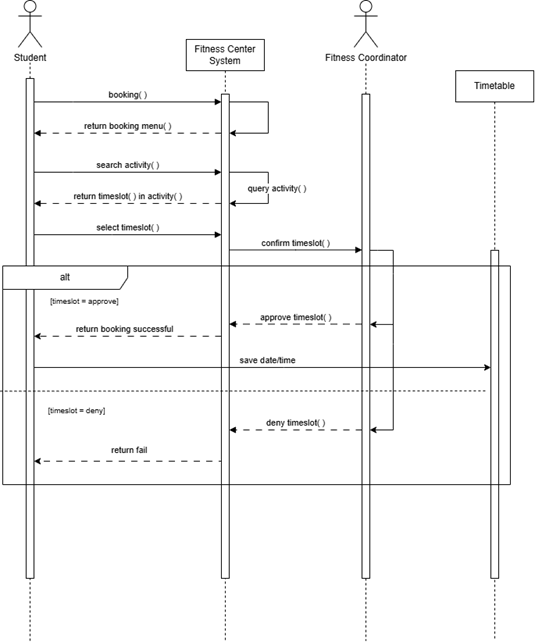 Student
Fitness Center
System
Fitness Coordinator
Timetable
booking( )
return booking menu( )
search activity( )
query activity( )
return timeslot( ) in activity( )
select timeslot( )
confirm timeslot( )
alt
[timeslot = approve]
approve timeslot( )
return booking successful
save date/time
[timeslot = deny]
deny timeslot( )
return fail